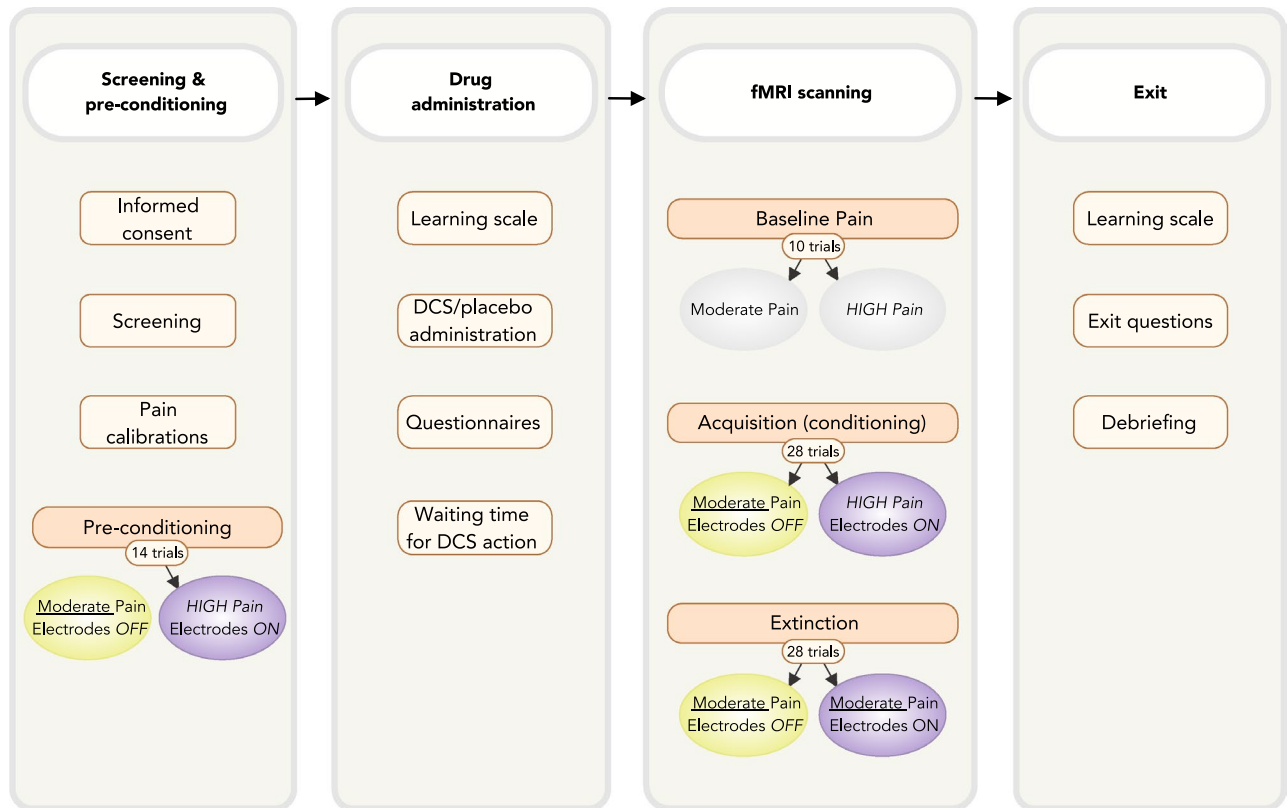 Screening &
pre-conditioning
Informed
consent
Screening
Pain
calibrations
Pre-conditioning
14 trials
Moderate Pain
Electrodes OFF
HIGH Pain
Electrodes ON
Drug
administration
Learning scale
DCS/placebo
administration
Questionnaires
Waiting time
for DCS action
fMRI scanning
Baseline Pain
10 trials
Moderate Pain
HIGH Pain
Acquisition (conditioning)
28 trials
Moderate Pain
Electrodes OFF
HIGH Pain
Electrodes ON
Extinction
28 trials
Moderate Pain
Electrodes OFF
Moderate Pain
Electrodes ON
Exit
Learning scale
Exit questions
Debriefing